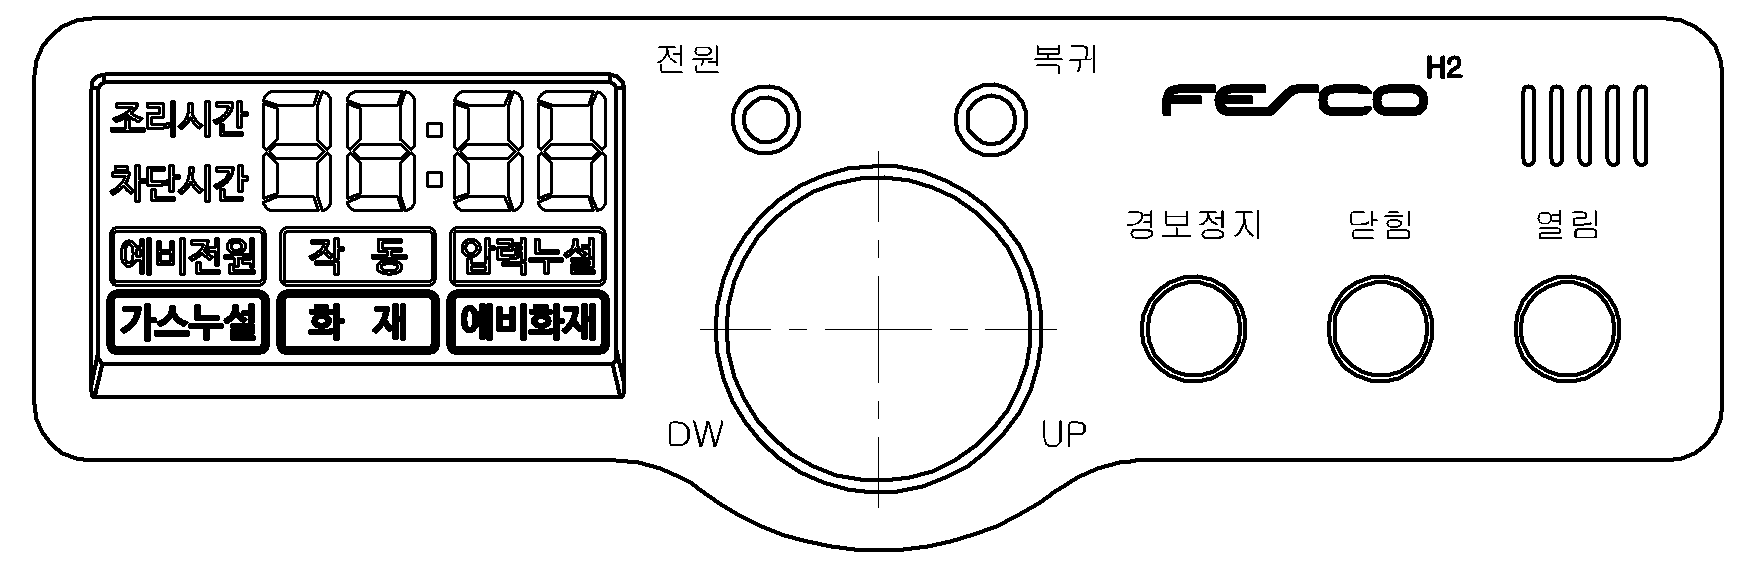 조리시간 88:88
차단시간
예비전원 작 동 압력누설
가스누설 화 재 예비화재
전원 복귀
DW UP
FESCO H2
경보정지 닫힘 열림